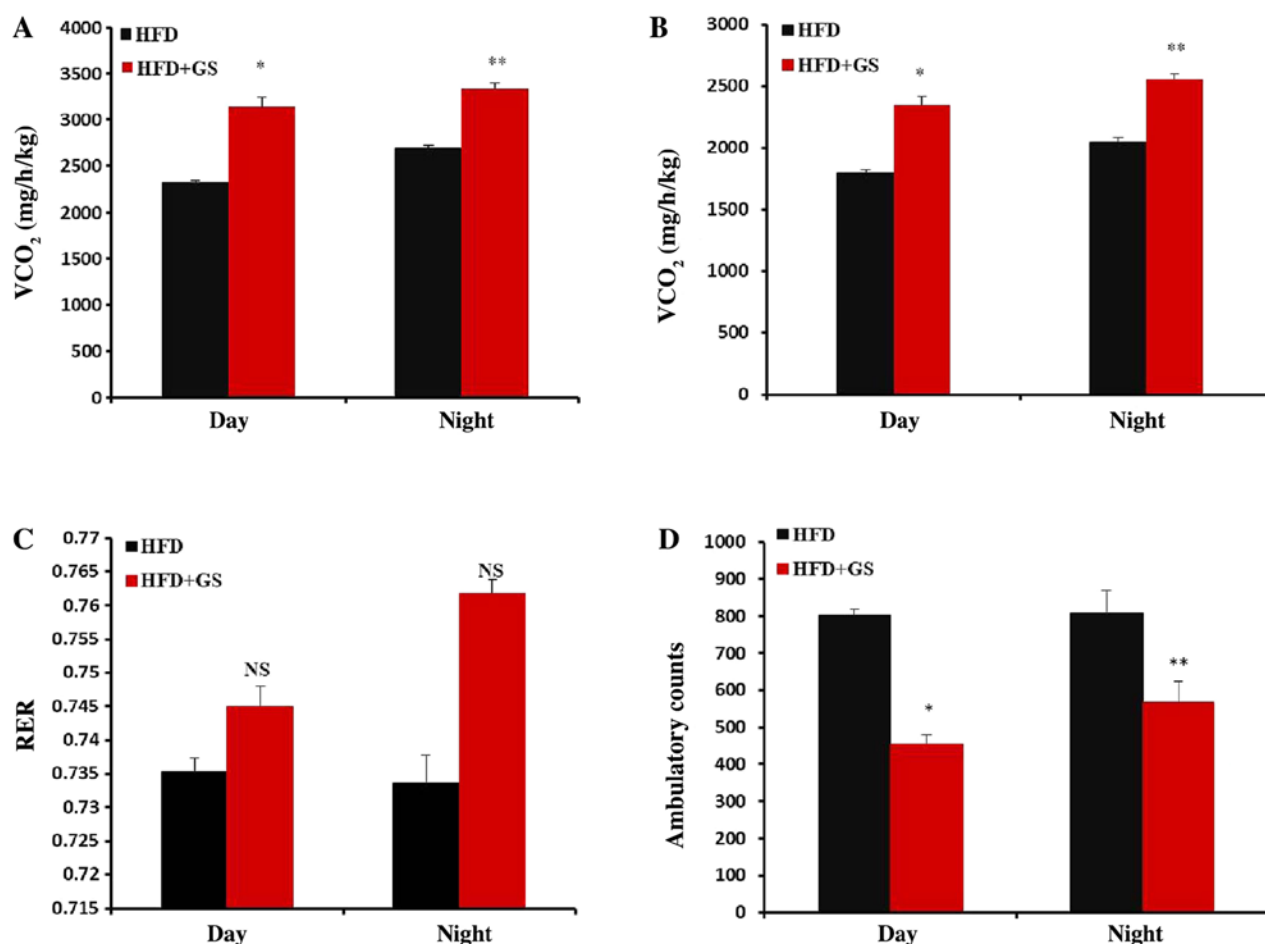 A
HFD
HFD+GS
VCO₂ (mg/h/kg)
4000
3500
3000
2500
2000
1500
1000
500
0
*
**
Day
Night
B
HFD
HFD+GS
VCO₂ (mg/h/kg)
3000
2500
2000
1500
1000
500
0
*
**
Day
Night
C
HFD
HFD+GS
RER
0.77
0.765
0.76
0.755
0.75
0.745
0.74
0.735
0.73
0.725
0.72
0.715
NS
NS
Day
Night
D
HFD
HFD+GS
Ambulatory counts
1000
900
800
700
600
500
400
300
200
100
0
*
**
Day
Night